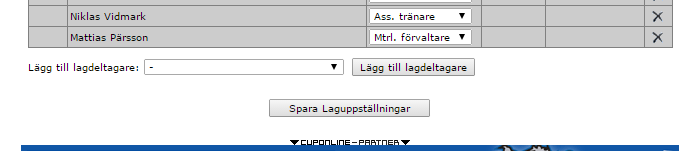 Niklas Vidmark Ass. tränare
Mattias Pärsson Mtrl. förvaltare
Lägg till lagdeltagare: - Lägg till lagdeltagare
Spara Laguppställningar
CUPONLINE-PARTNER